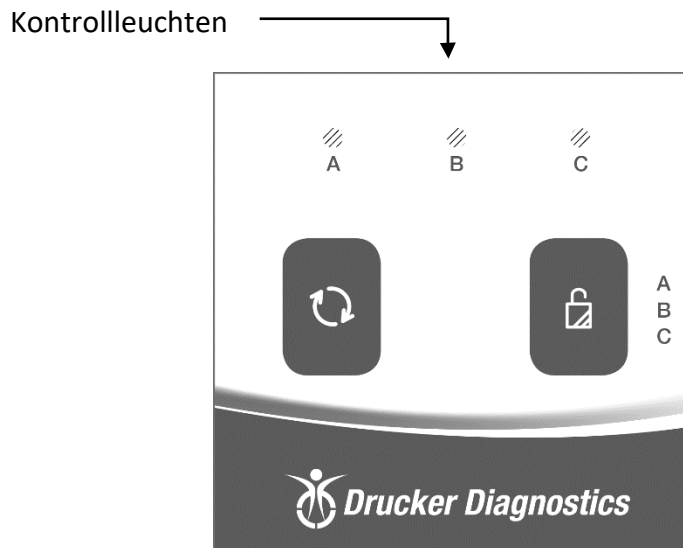 Kontrollleuchten
A B C
A
B
C
Drucker Diagnostics